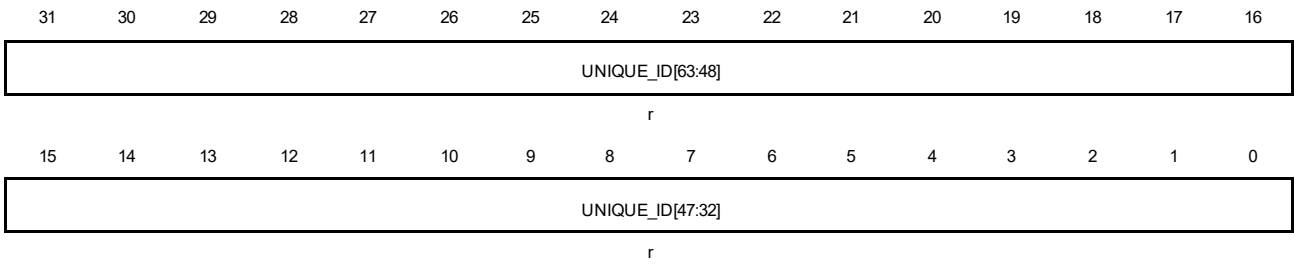 31 30 29 28 27 26 25 24 23 22 21 20 19 18 17 16
UNIQUE_ID[63:48]
r
15 14 13 12 11 10 9 8 7 6 5 4 3 2 1 0
UNIQUE_ID[47:32]
r